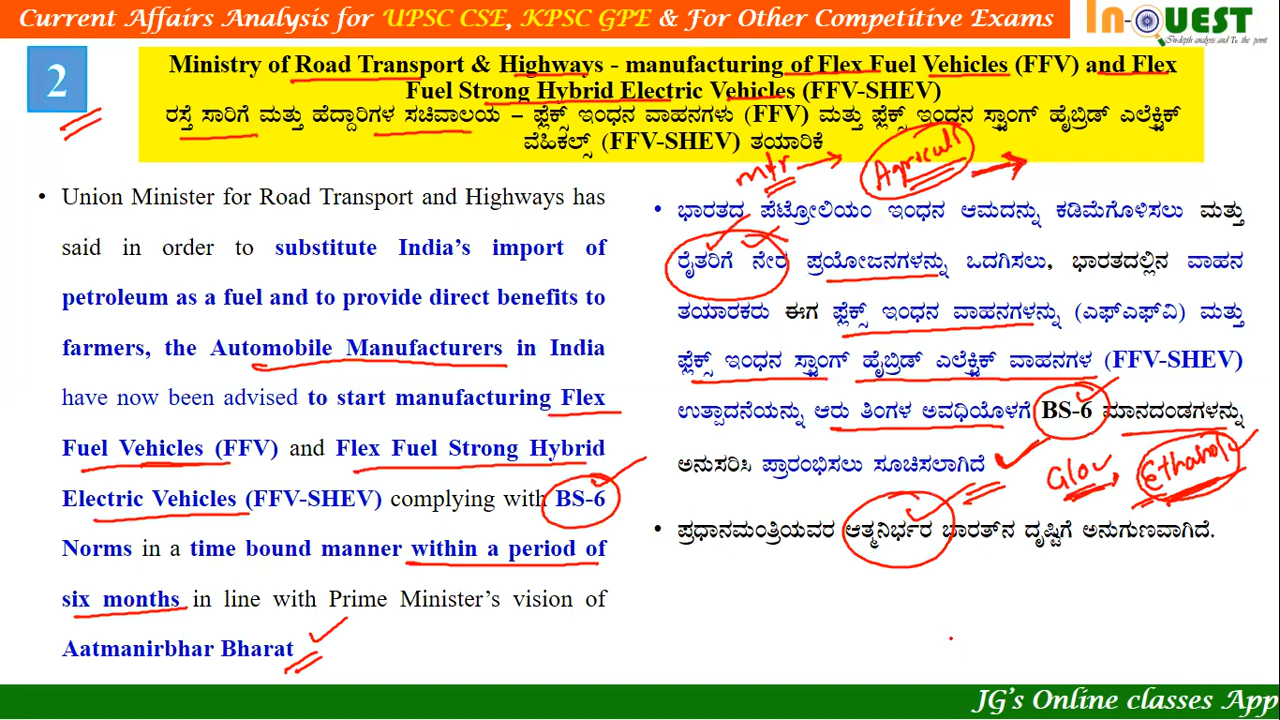 Current Affairs Analysis for UPSC CSE, KPSC GPE & For Other Competitive Exams
In-QUEST
In-depth analysis and To the point
2
Ministry of Road Transport & Highways - manufacturing of Flex Fuel Vehicles (FFV) and Flex
Fuel Strong Hybrid Electric Vehicles (FFV-SHEV)
ರಸ್ತೆ ಸಾರಿಗೆ ಮತ್ತು ಹೆದ್ದಾರಿಗಳ ಸಚಿವಾಲಯ – ಫ್ಲೆಕ್ಸ್ ಇಂಧನ ವಾಹನಗಳು (FFV) ಮತ್ತು ಫ್ಲೆಕ್ಸ್ ಇಂಧನ ಸ್ಟ್ರಾಂಗ್ ಹೈಬ್ರಿಡ್ ಎಲೆಕ್ಟ್ರಿಕ್
ವೆಹಿಕಲ್ಸ್ (FFV-SHEV) ತಯಾರಿಕೆ
• Union Minister for Road Transport and Highways has
said in order to substitute India's import of
petroleum as a fuel and to provide direct benefits to
farmers, the Automobile Manufacturers in India
have now been advised to start manufacturing Flex
Fuel Vehicles (FFV) and Flex Fuel Strong Hybrid
Electric Vehicles (FFV-SHEV) complying with BS-6
Norms in a time bound manner within a period of
six months in line with Prime Minister's vision of
Aatmanirbhar Bharat
• ಭಾರತದ ಪೆಟ್ರೋಲಿಯಂ ಇಂಧನ ಆಮದನ್ನು ಕಡಿಮೆಗೊಳಿಸಲು ಮತ್ತು
ರೈತರಿಗೆ ನೇರ ಪ್ರಯೋಜನಗಳನ್ನು ಒದಗಿಸಲು, ಭಾರತದಲ್ಲಿನ ವಾಹನ
ತಯಾರಕರು ಈಗ ಫ್ಲೆಕ್ಸ್ ಇಂಧನ ವಾಹನಗಳನ್ನು (ಎಫ್‌ಎಫ್‌ವಿ) ಮತ್ತು
ಫ್ಲೆಕ್ಸ್ ಇಂಧನ ಸ್ಟ್ರಾಂಗ್ ಹೈಬ್ರಿಡ್ ಎಲೆಕ್ಟ್ರಿಕ್ ವಾಹನಗಳ (FFV-SHEV)
ಉತ್ಪಾದನೆಯನ್ನು ಆರು ತಿಂಗಳ ಅವಧಿಯೊಳಗೆ BS-6 ಮಾನದಂಡಗಳನ್ನು
ಅನುಸರಿಸಿ ಪ್ರಾರಂಭಿಸಲು ಸೂಚಿಸಲಾಗಿದೆ
• ಪ್ರಧಾನಮಂತ್ರಿಯವರ ಆತ್ಮನಿರ್ಭರ ಭಾರತ್‌ನ ದೃಷ್ಟಿಗೆ ಅನುಗುಣವಾಗಿದೆ.
JG's Online classes App